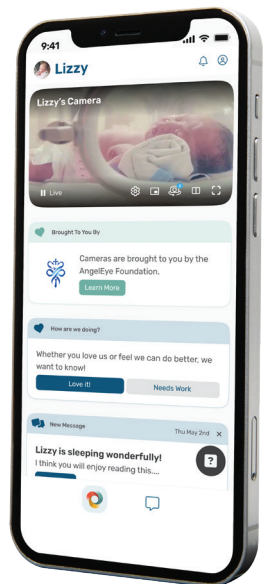 9:41
Lizzy
Lizzy's Camera
Live
Brought To You By
Cameras are brought to you by the
AngelEye Foundation.
Learn More
How are we doing?
Whether you love us or feel we can do better, we
want to know!
Love it!
Needs Work
New Message
Thu May 2nd
Lizzy is sleeping wonderfully!
I think you will enjoy reading this....
?